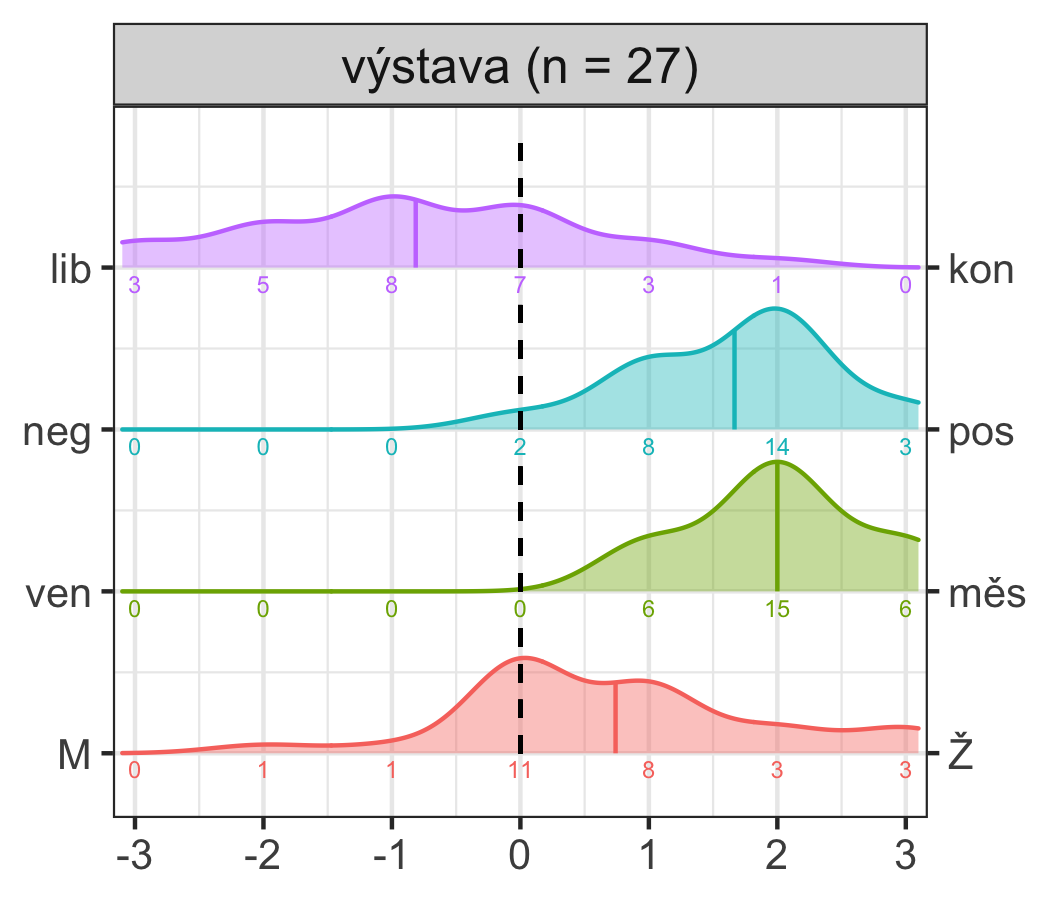 výstava (n = 27)
lib kon
3 5 8 7 3 1 0
neg pos
0 0 0 2 8 14 3
ven měs
0 0 0 0 6 15 6
M Ž
0 1 1 11 8 3 3
-3 -2 -1 0 1 2 3